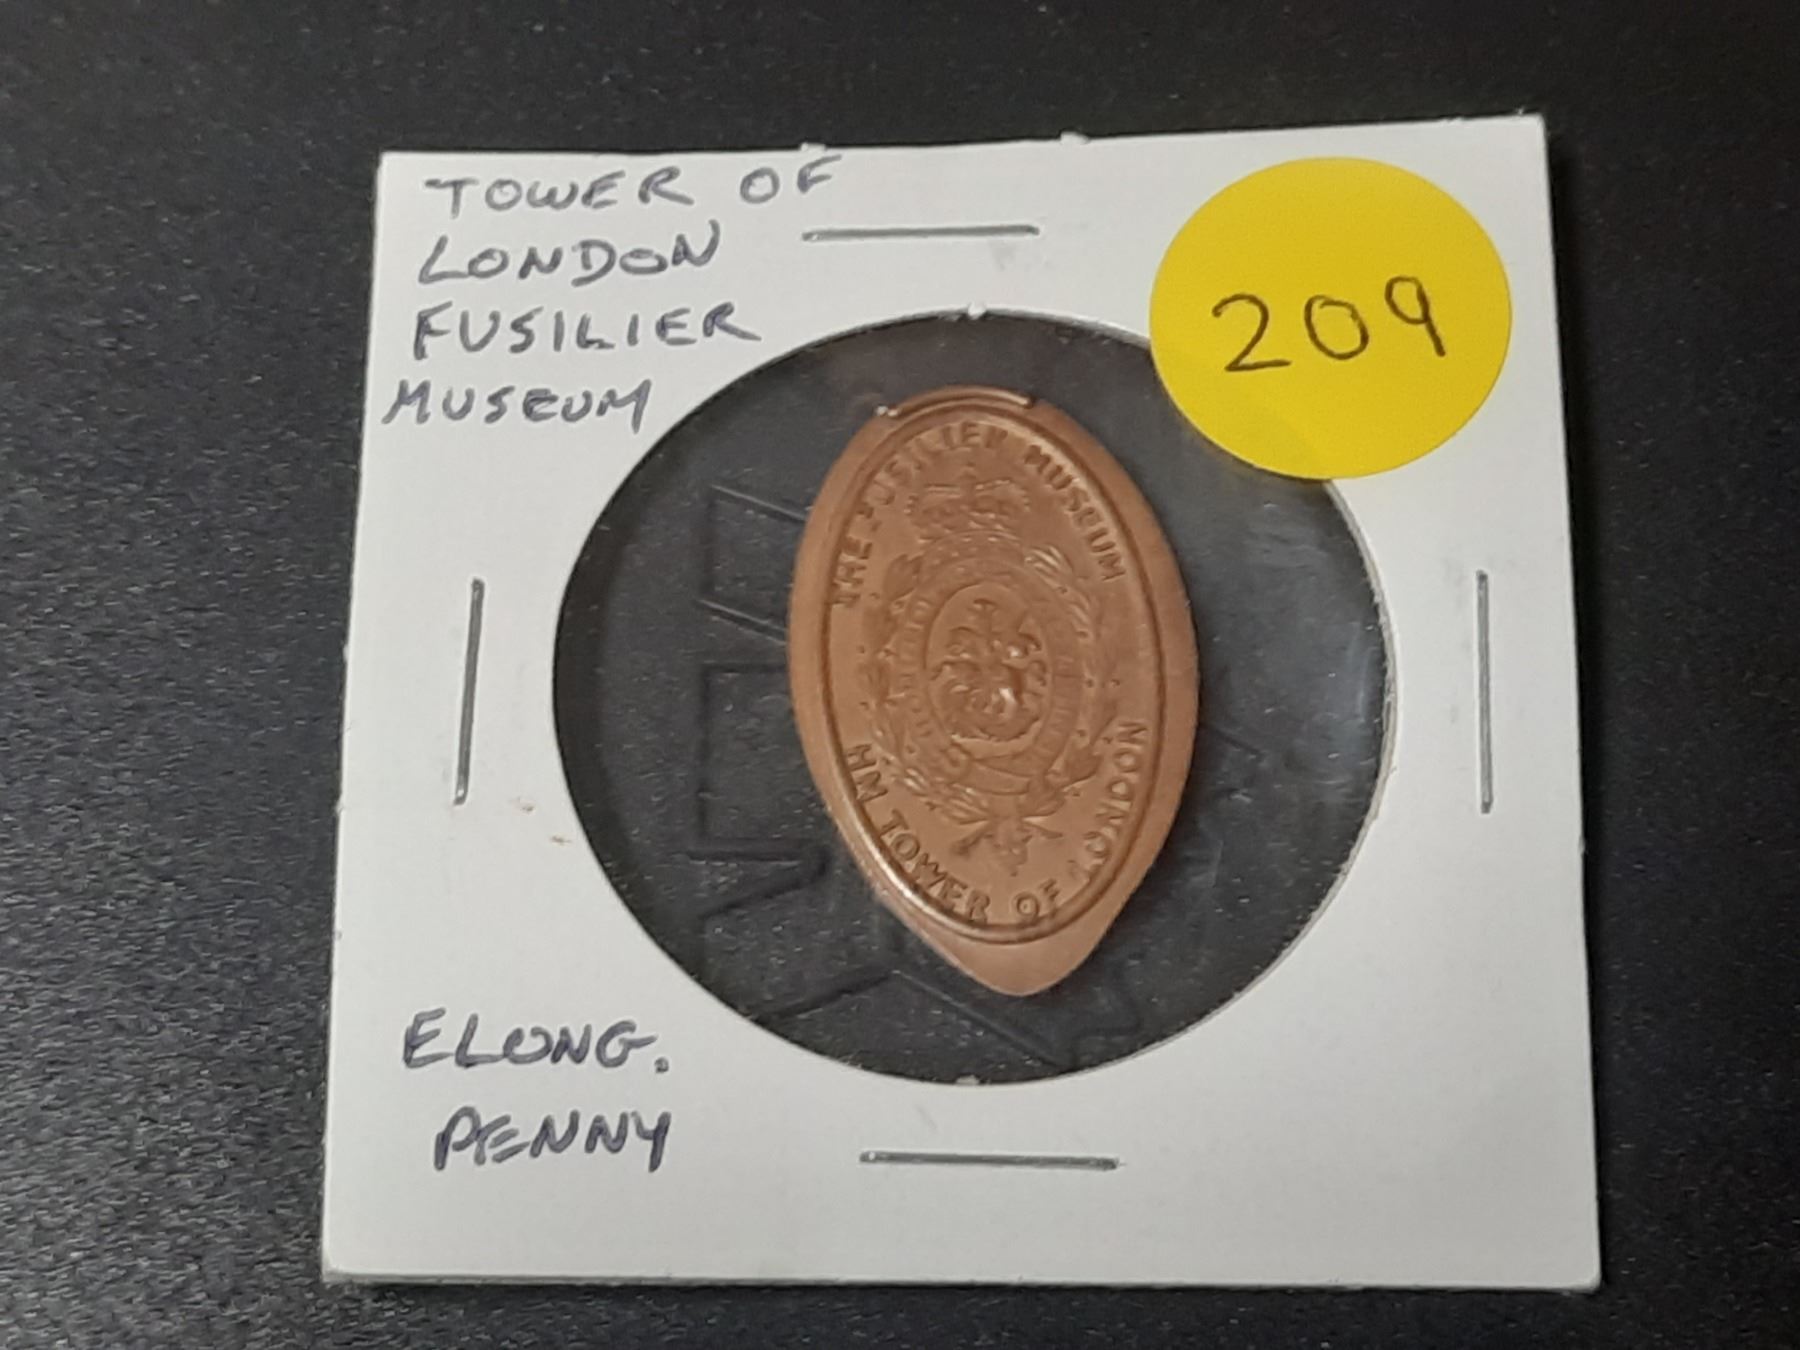 TOWER OF
LONDON
FUSILIER
MUSEUM
209
THE FUSILIER MUSEUM
HM TOWER OF LONDON
ELONG.
PENNY